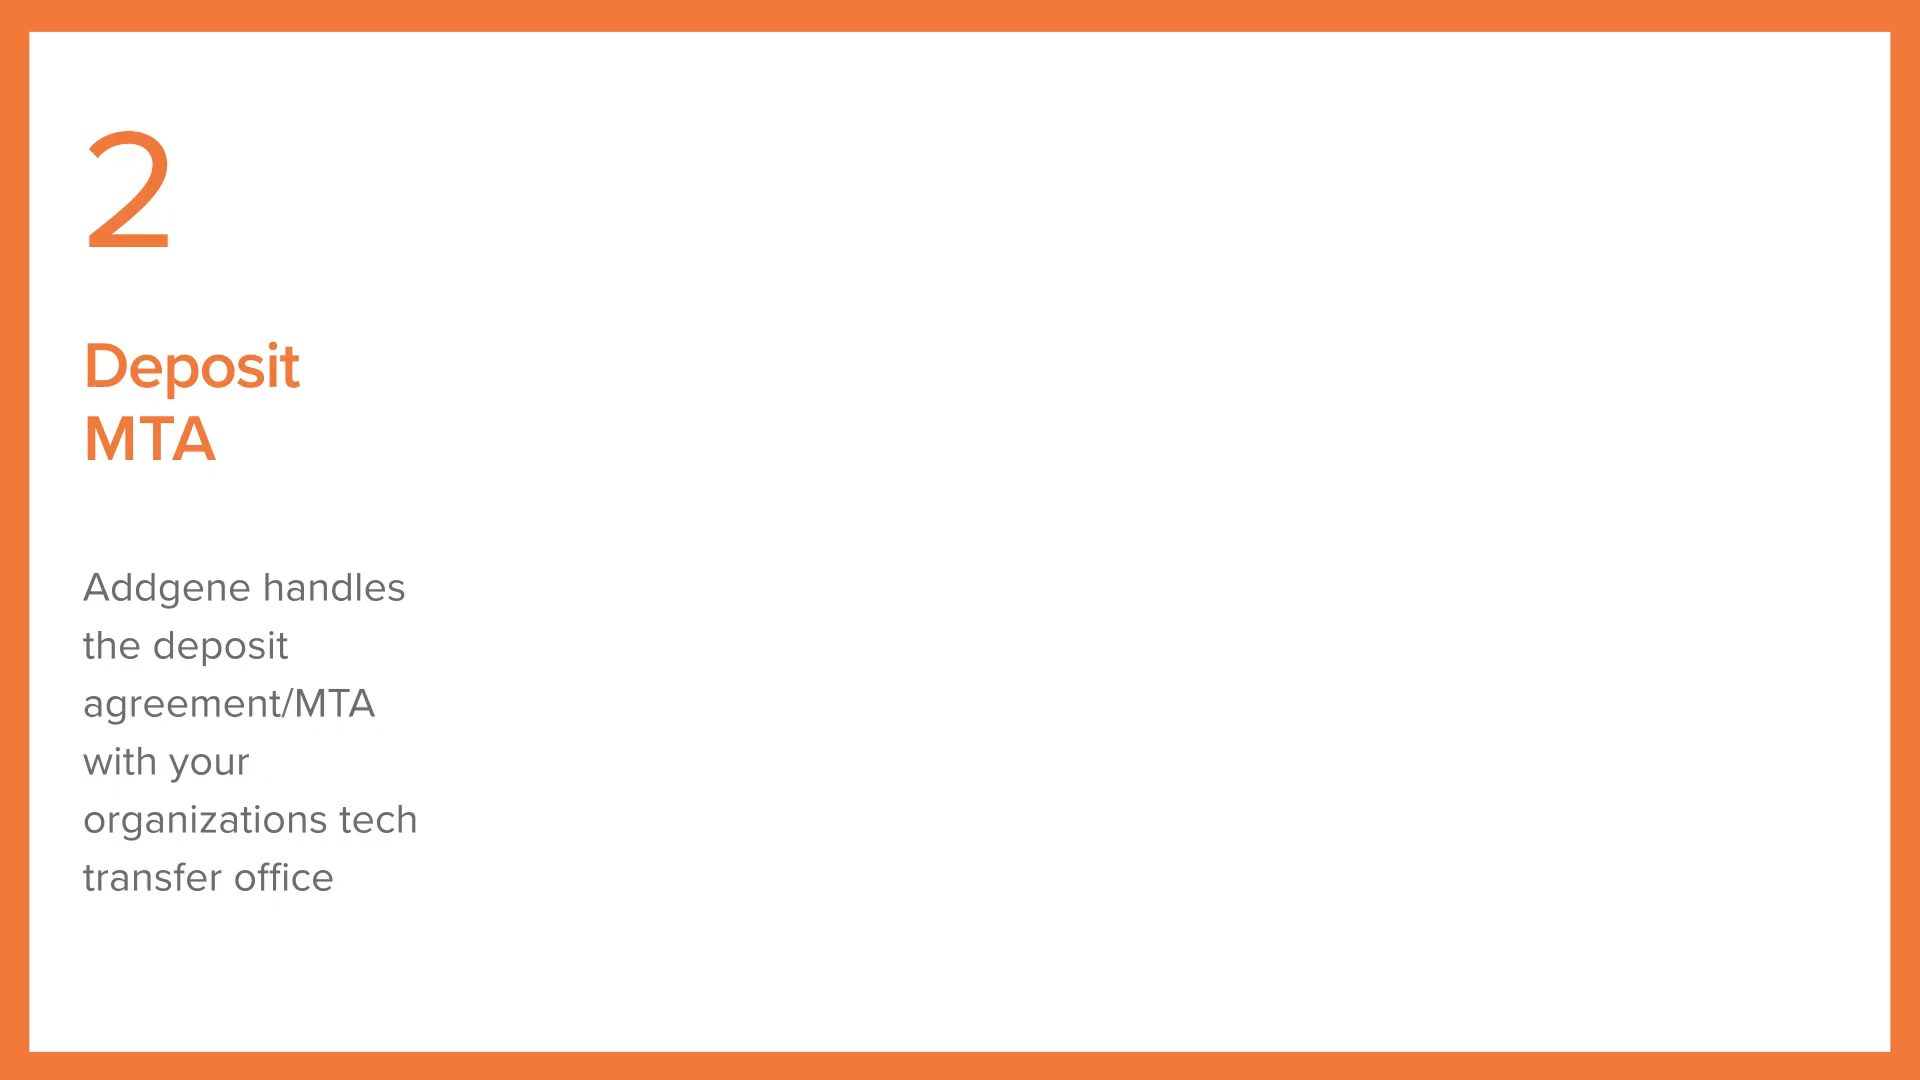 2
Deposit
MTA
Addgene handles
the deposit
agreement/MTA
with your
organizations tech
transfer office